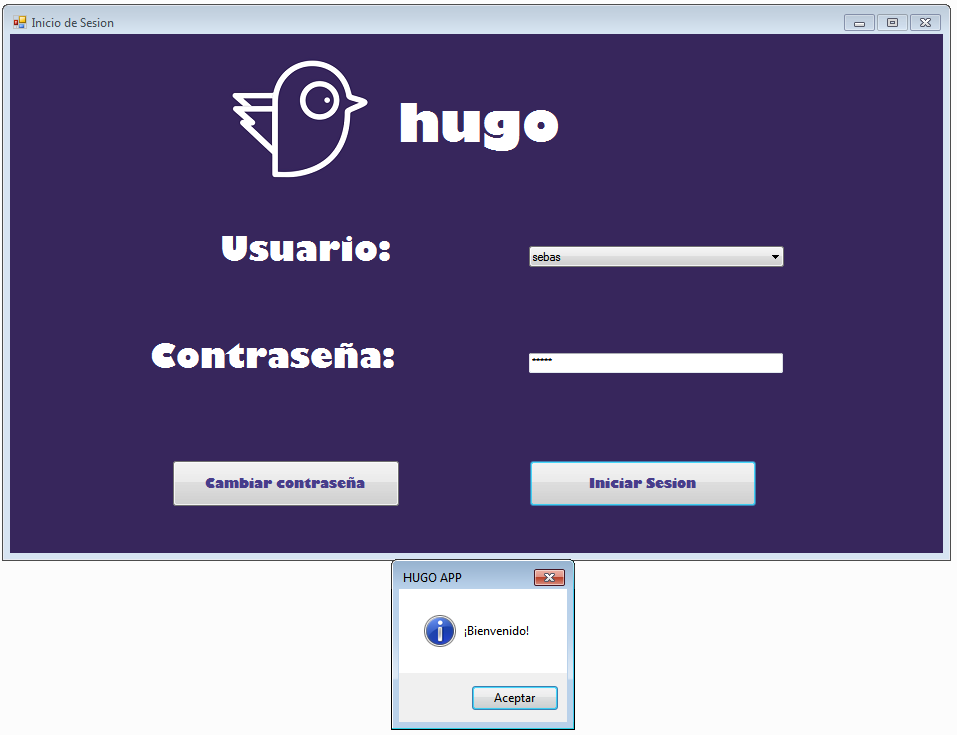 Inicio de Sesion
hugo
Usuario:
sebas
Contraseña:
*****
Cambiar contraseña
Iniciar Sesion
HUGO APP
¡Bienvenido!
Aceptar